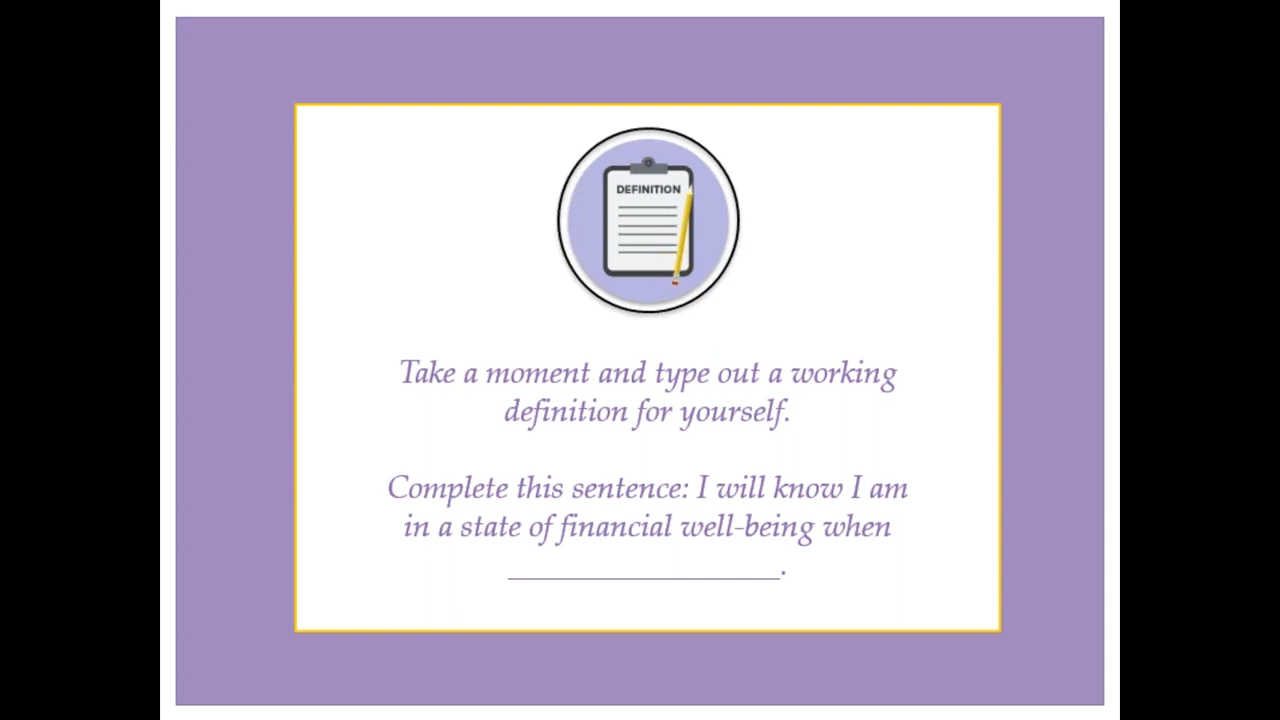 DEFINITION
Take a moment and type out a working
definition for yourself.
Complete this sentence: I will know I am
in a state of financial well-being when
____________________.